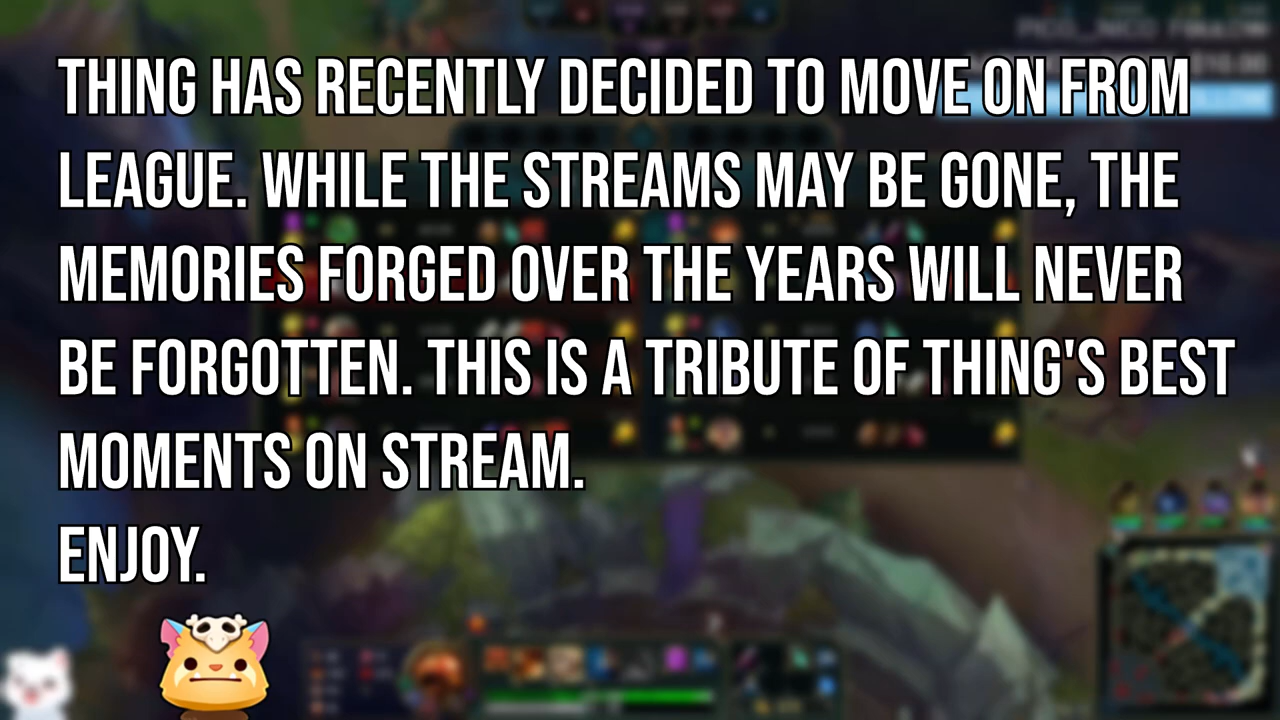 THING HAS RECENTLY DECIDED TO MOVE ON FROM
LEAGUE. WHILE THE STREAMS MAY BE GONE, THE
MEMORIES FORGED OVER THE YEARS WILL NEVER
BE FORGOTTEN. THIS IS A TRIBUTE OF THING'S BEST
MOMENTS ON STREAM.
ENJOY.